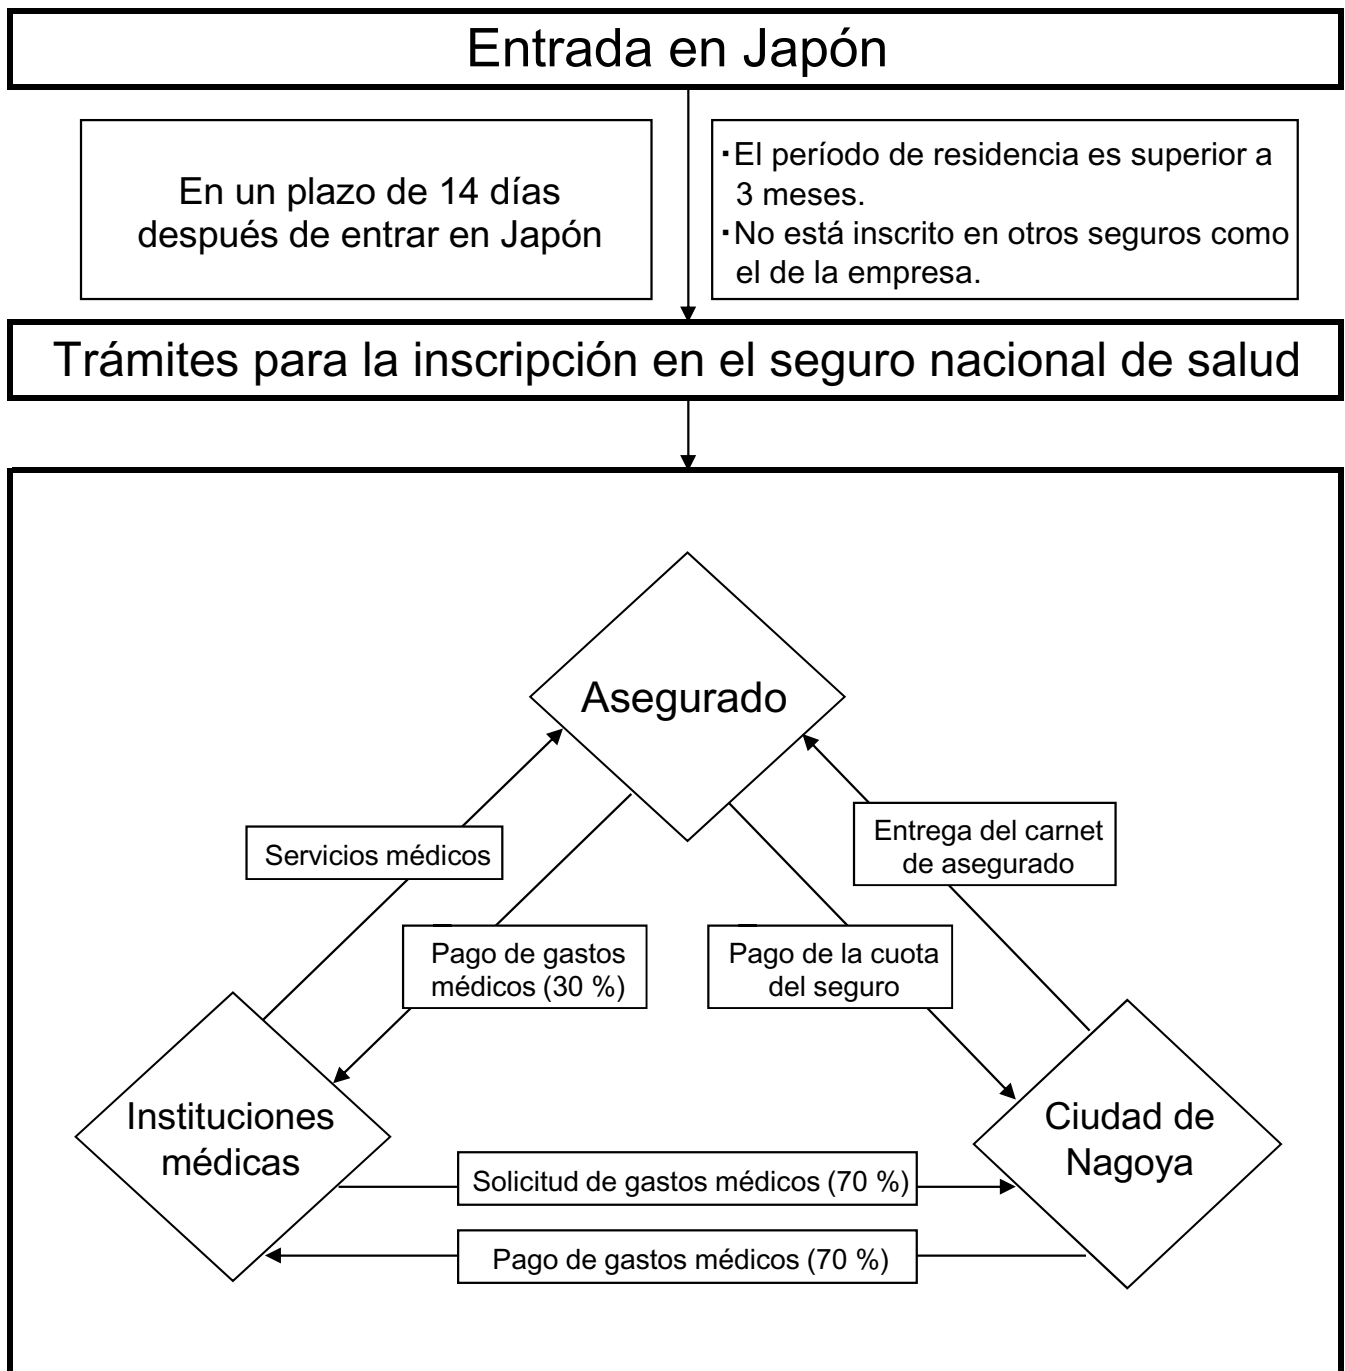 Entrada en Japón
En un plazo de 14 días
después de entrar en Japón
・El período de residencia es superior a
3 meses.
・No está inscrito en otros seguros como
el de la empresa.
Trámites para la inscripción en el seguro nacional de salud
Asegurado
Servicios médicos
Entrega del carnet
de asegurado
Pago de gastos
médicos (30 %)
Pago de la cuota
del seguro
Instituciones
médicas
Ciudad de
Nagoya
Solicitud de gastos médicos (70 %)
Pago de gastos médicos (70 %)